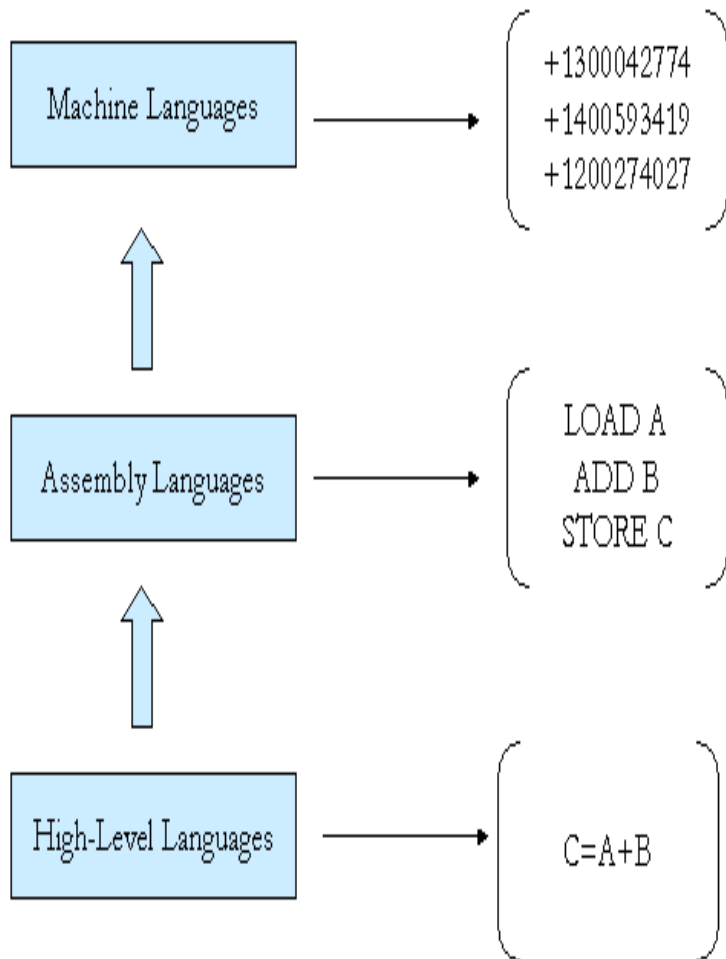 Machine Languages
+1300042774
+1400593419
+1200274027
Assembly Languages
LOAD A
ADD B
STORE C
High-Level Languages
C=A+B